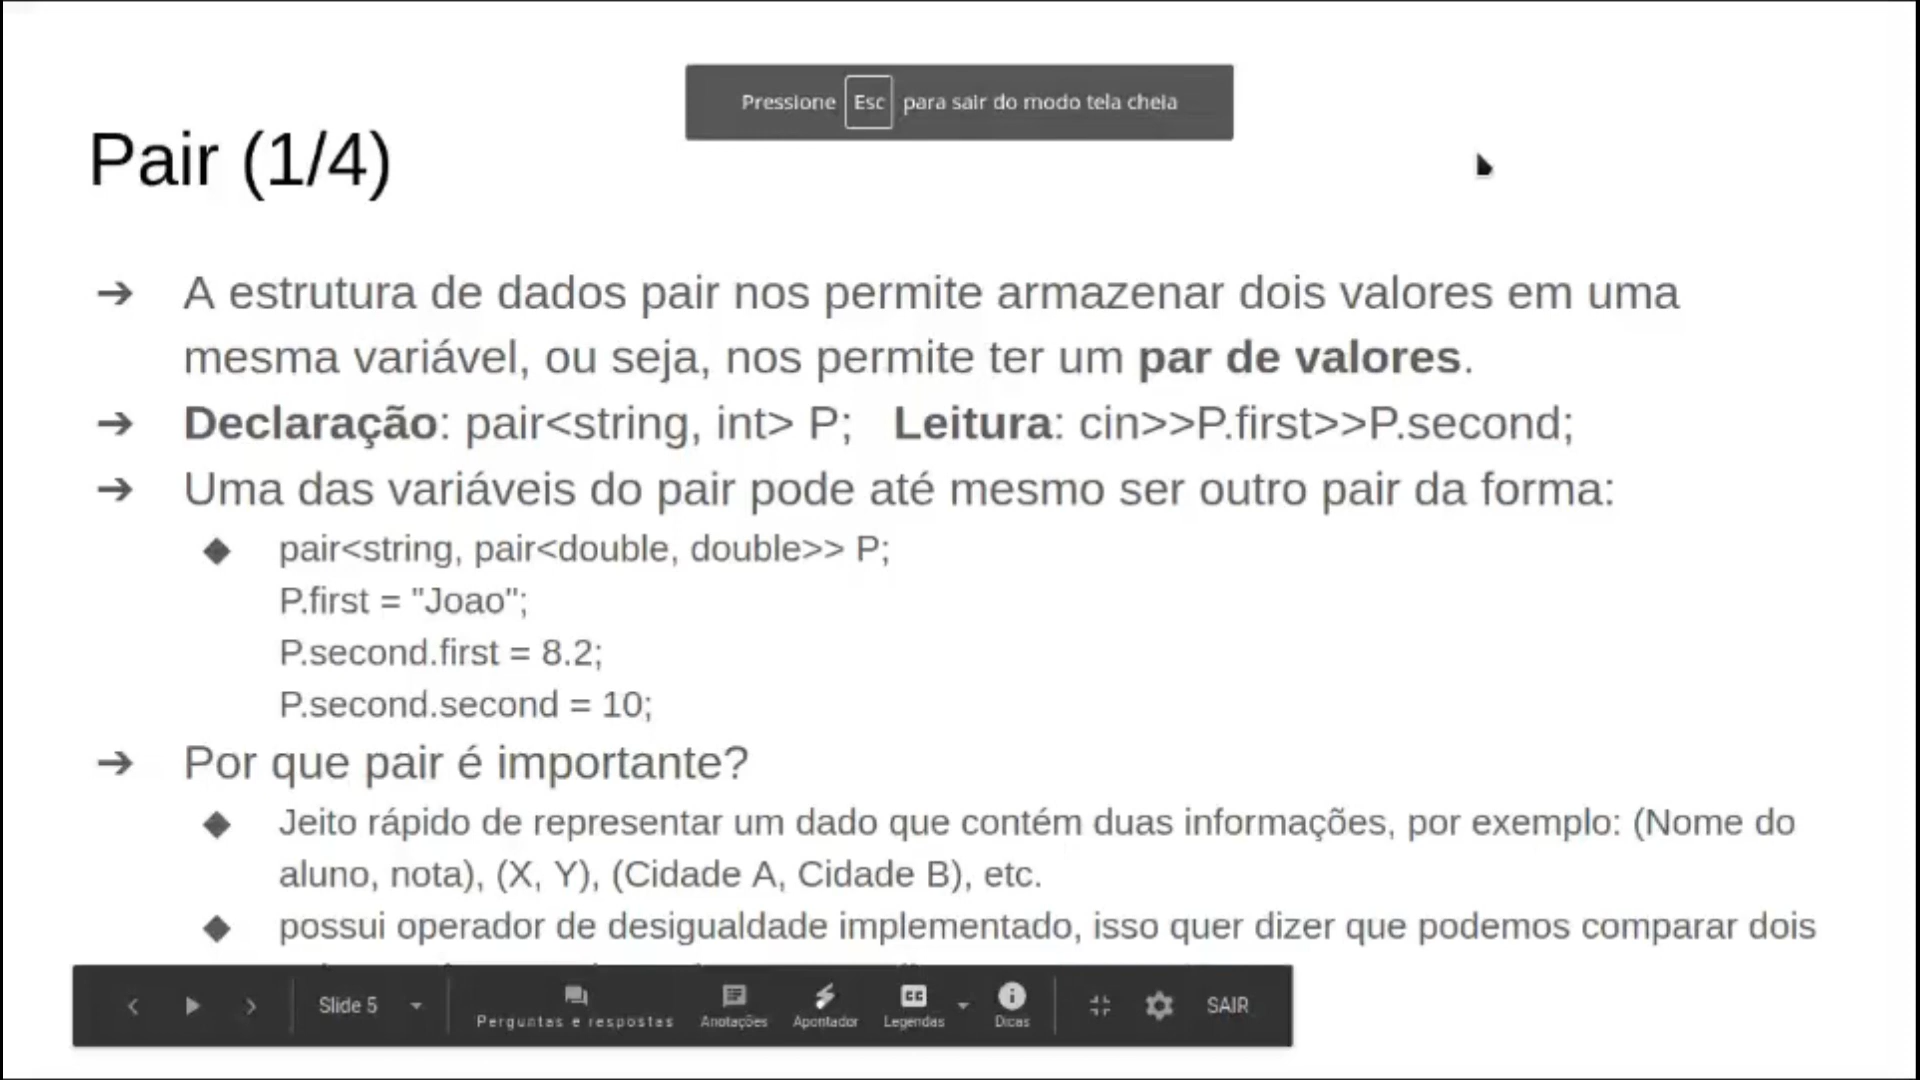 Pressione Esc para sair do modo tela cheia
Pair (1/4)
➔ A estrutura de dados pair nos permite armazenar dois valores em uma
mesma variável, ou seja, nos permite ter um par de valores.
➔ Declaração: pair<string, int> P; Leitura: cin>>P.first>>P.second;
➔ Uma das variáveis do pair pode até mesmo ser outro pair da forma:
◆ pair<string, pair<double, double>> P;
P.first = "Joao";
P.second.first = 8.2;
P.second.second = 10;
➔ Por que pair é importante?
◆ Jeito rápido de representar um dado que contém duas informações, por exemplo: (Nome do
aluno, nota), (X, Y), (Cidade A, Cidade B), etc.
◆ possui operador de desigualdade implementado, isso quer dizer que podemos comparar dois
Slide 5 Perguntas e respostas Anotações Apontador CC Legendas Dicas SAIR